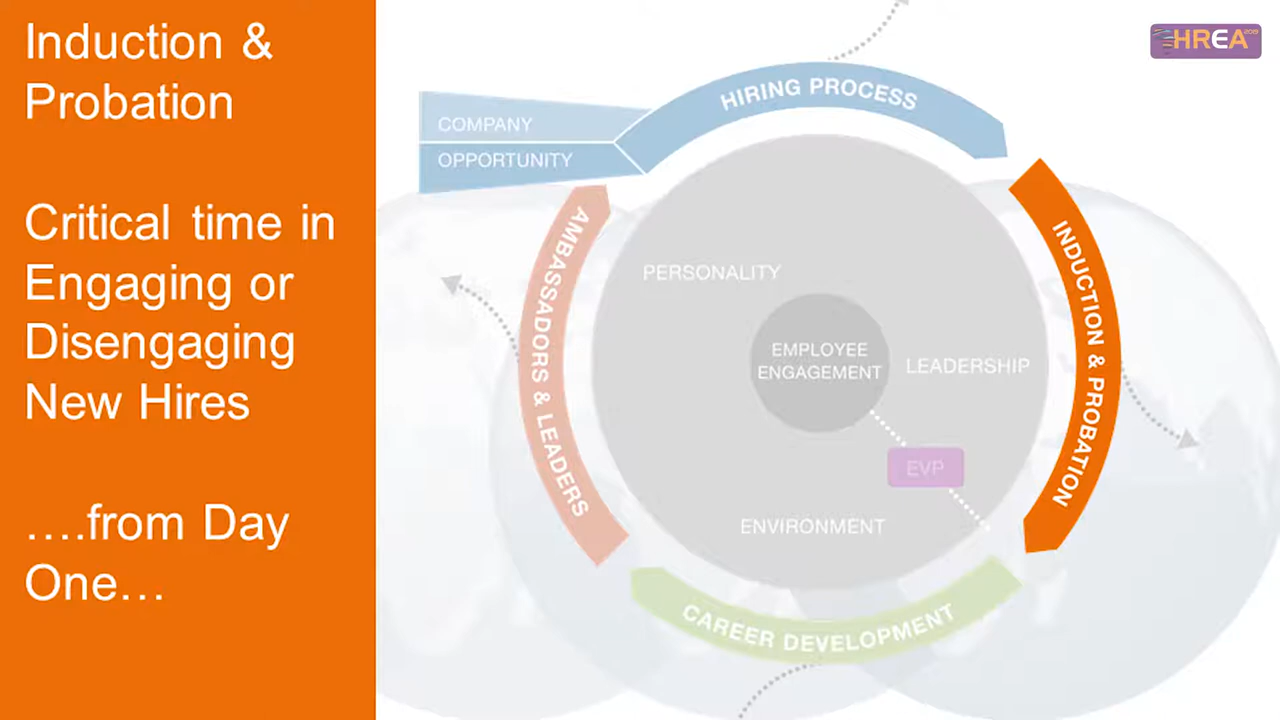 Induction &
Probation
Critical time in
Engaging or
Disengaging
New Hires
….from Day
One…
HREA
HIRING PROCESS
COMPANY
OPPORTUNITY
INDUCTION & PROBATION
AMBASSADORS & LEADERS
PERSONALITY
EMPLOYEE
ENGAGEMENT
LEADERSHIP
EVP
ENVIRONMENT
CAREER DEVELOPMENT